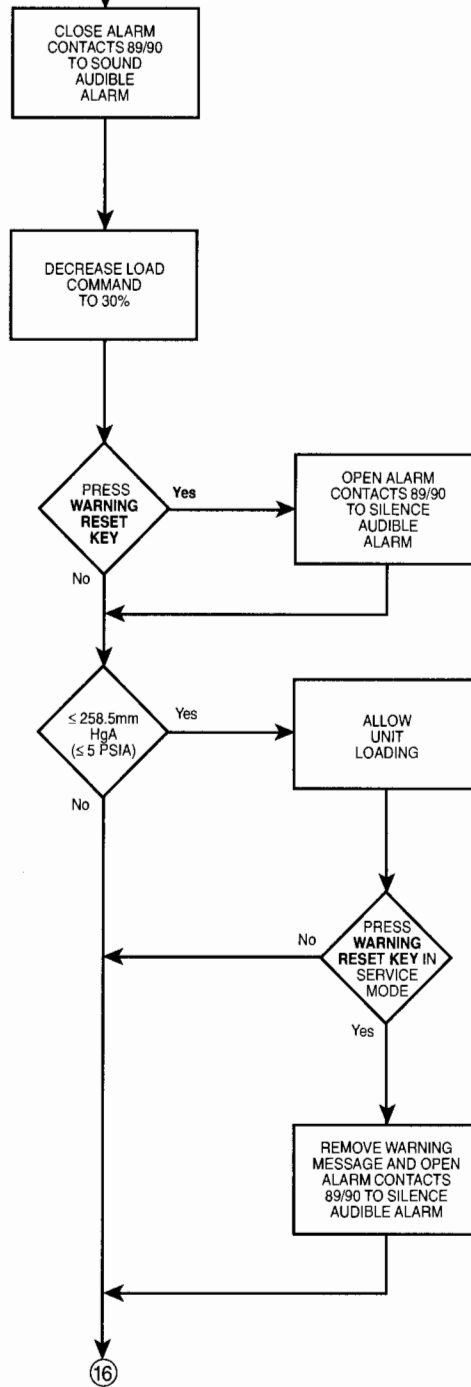 CLOSE ALARM
CONTACTS 89/90
TO SOUND
AUDIBLE
ALARM
DECREASE LOAD
COMMAND
TO 30%
PRESS
WARNING
RESET
KEY
Yes
No
OPEN ALARM
CONTACTS 89/90
TO SILENCE
AUDIBLE
ALARM
≤ 258.5mm
HgA
(≤ 5 PSIA)
Yes
No
ALLOW
UNIT
LOADING
PRESS
WARNING
RESET KEY IN
SERVICE
MODE
No
Yes
REMOVE WARNING
MESSAGE AND OPEN
ALARM CONTACTS
89/90 TO SILENCE
AUDIBLE ALARM
16